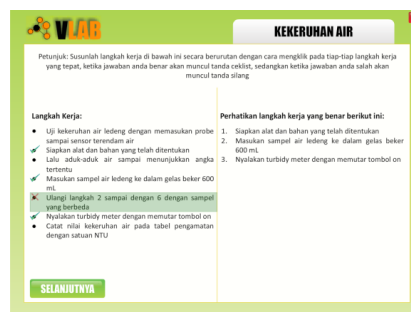 VLAB
KEKERUHAN AIR
Petunjuk: Susunlah langkah kerja di bawah ini secara berurutan dengan cara mengklik pada tiap-tiap langkah kerja
yang tepat, ketika jawaban anda benar akan muncul tanda ceklist, sedangkan ketika jawaban anda salah akan
muncul tanda silang
Langkah Kerja:
● Uji kekeruhan air ledeng dengan memasukan probe
sampai sensor terendam air
Siapkan alat dan bahan yang telah ditentukan
● Lalu aduk-aduk air sampai menunjukkan angka
tertentu
Masukan sampel air ledeng ke dalam gelas beker 600
mL
Ulangi langkah 2 sampai dengan 6 dengan sampel
yang berbeda
Nyalakan turbidy meter dengan memutar tombol on
● Catat nilai kekeruhan air pada tabel pengamatan
dengan satuan NTU
Perhatikan langkah kerja yang benar berikut ini:
1. Siapkan alat dan bahan yang telah ditentukan
2. Masukan sampel air ledeng ke dalam gelas beker
600 mL
3. Nyalakan turbidy meter dengan memutar tombol on
SELANJUTNYA